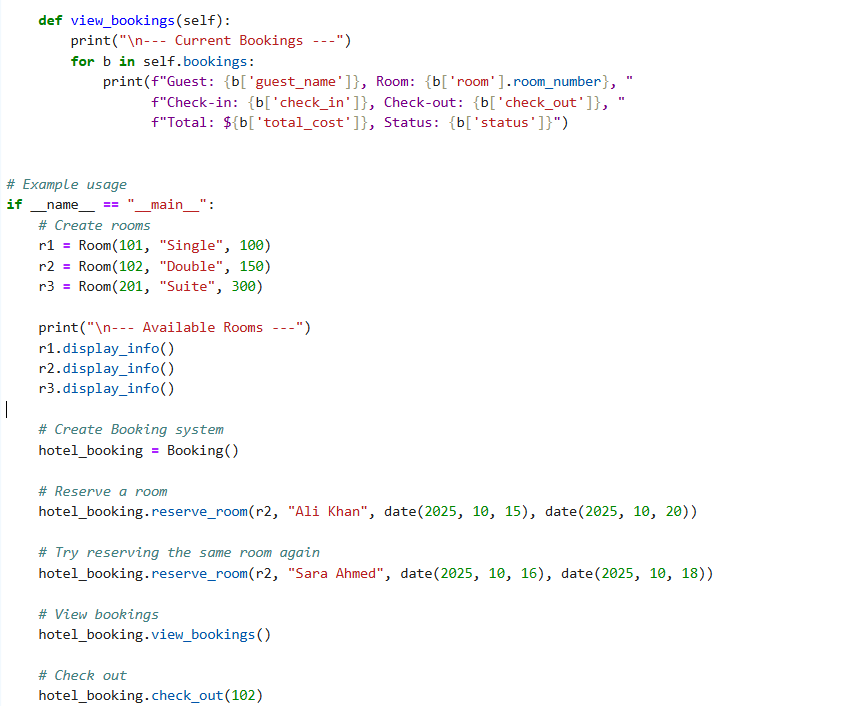 def view_bookings(self):
print("\n--- Current Bookings ---")
for b in self.bookings:
print(f"Guest: {b['guest_name']}, Room: {b['room'].room_number}, "
f"Check-in: {b['check_in']}, Check-out: {b['check_out']}, "
f"Total: ${b['total_cost']}, Status: {b['status']}")
# Example usage
if __name__ == "__main__":
# Create rooms
r1 = Room(101, "Single", 100)
r2 = Room(102, "Double", 150)
r3 = Room(201, "Suite", 300)
print("\n--- Available Rooms ---")
r1.display_info()
r2.display_info()
r3.display_info()
# Create Booking system
hotel_booking = Booking()
# Reserve a room
hotel_booking.reserve_room(r2, "Ali Khan", date(2025, 10, 15), date(2025, 10, 20))
# Try reserving the same room again
hotel_booking.reserve_room(r2, "Sara Ahmed", date(2025, 10, 16), date(2025, 10, 18))
# View bookings
hotel_booking.view_bookings()
# Check out
hotel_booking.check_out(102)